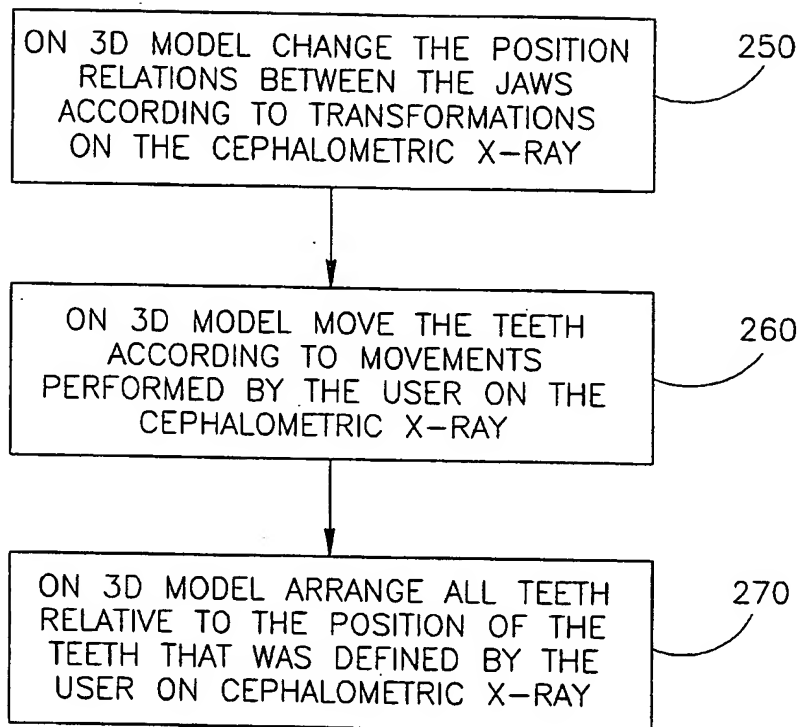 ON 3D MODEL CHANGE THE POSITION
RELATIONS BETWEEN THE JAWS
ACCORDING TO TRANSFORMATIONS
ON THE CEPHALOMETRIC X-RAY
250
ON 3D MODEL MOVE THE TEETH
ACCORDING TO MOVEMENTS
PERFORMED BY THE USER ON THE
CEPHALOMETRIC X-RAY
260
ON 3D MODEL ARRANGE ALL TEETH
RELATIVE TO THE POSITION OF THE
TEETH THAT WAS DEFINED BY THE
USER ON CEPHALOMETRIC X-RAY
270